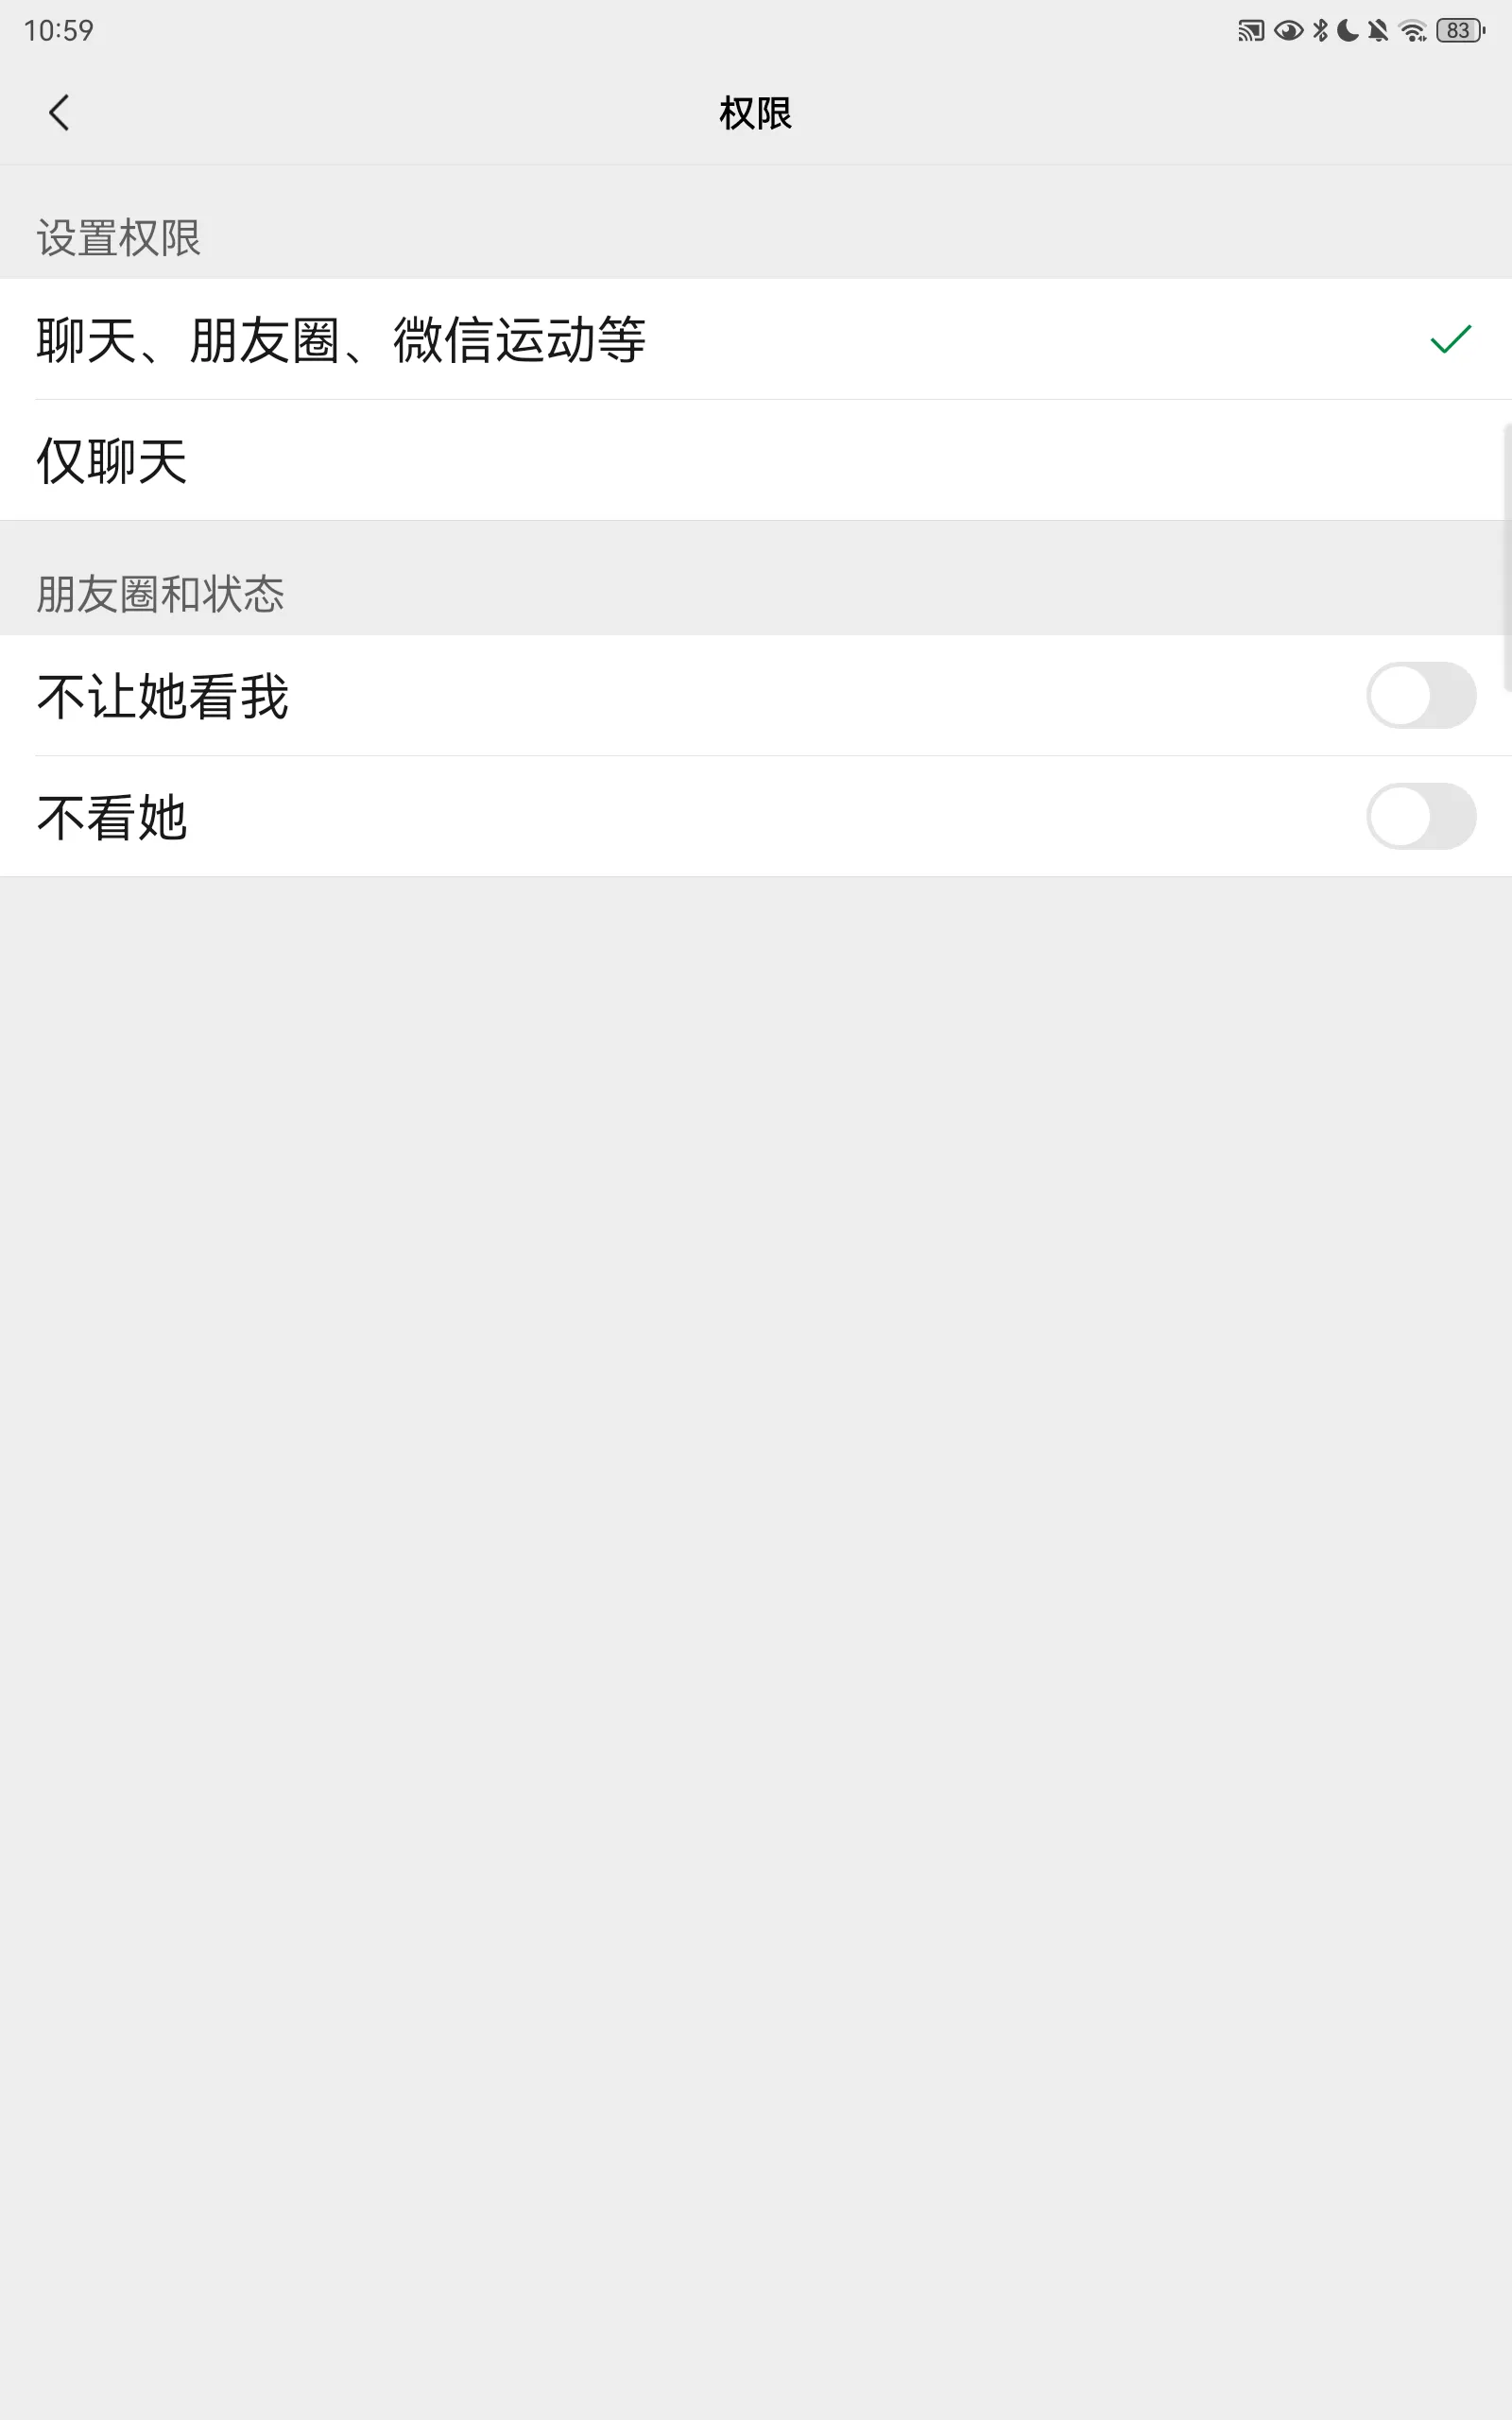 10:59
83
权限
设置权限
聊天、朋友圈、微信运动等
仅聊天
朋友圈和状态
不让她看我
不看她